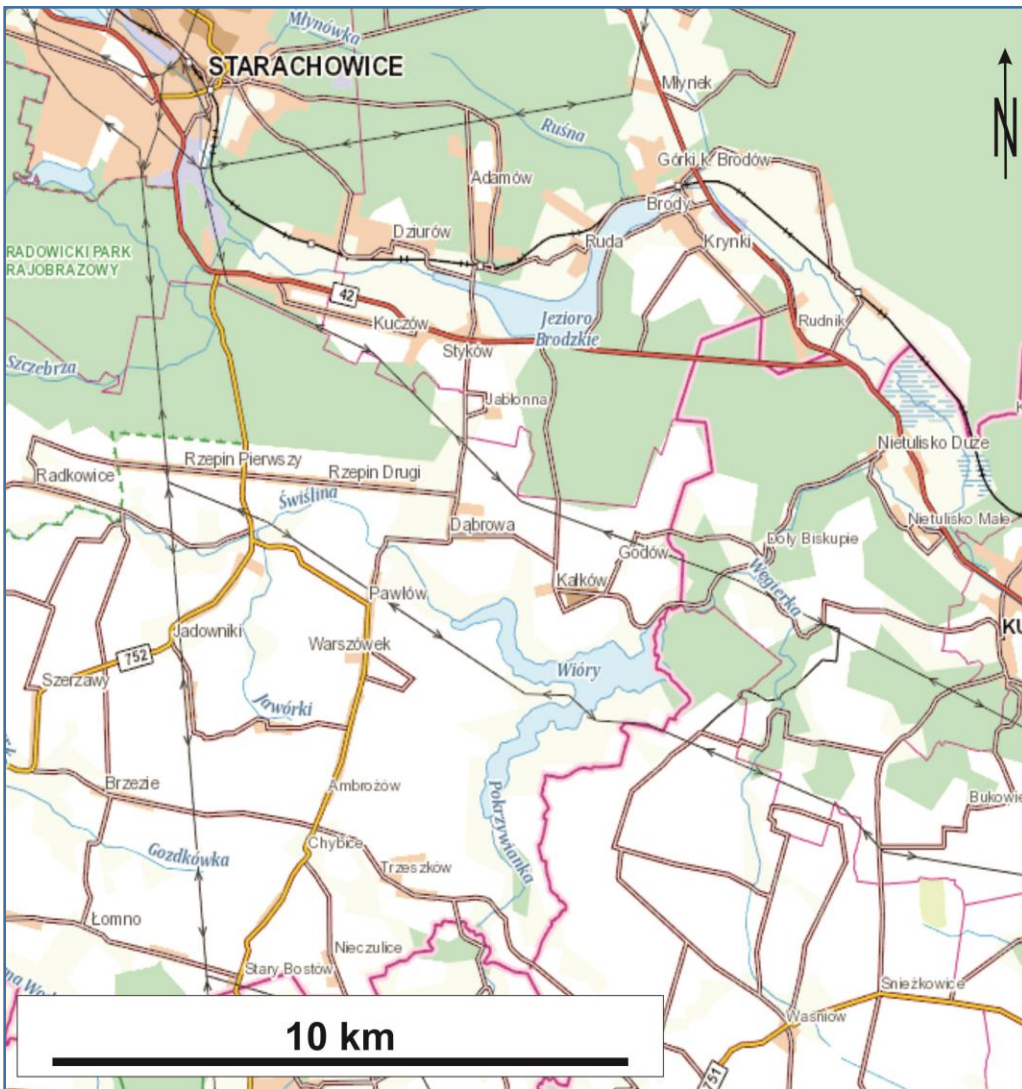 Młynówka
STARACHOWICE
Młynek
N
Ruśna
Górki k. Brodów
Adamów
Brody
Dziurów
Ruda
Krynki
RADOWICKI PARK
RAJOBRAZOWY
42
Kuczów
Jezioro
Brodzkie
Rudnik
Styków
Szczebrza
Jabłonna
Nietulisko Duże
Rzepin Pierwszy
Rzepin Drugi
Radkowice
Świślina
Dąbrowa
Nietulisko Małe
Godów
Doły Biskupie
Kałków
Węgierka
Pawłów
KU
Jadowniki
Warszówek
752
Wióry
Szerzawy
Jawórki
Brzezie
Ambrożów
Pokrzywianka
Bukowie
Chybice
Gozdkówka
Trzeszków
Łomno
Nieczulice
Stary Bostów
Śnieżkowice
Waśniów
10 km
751